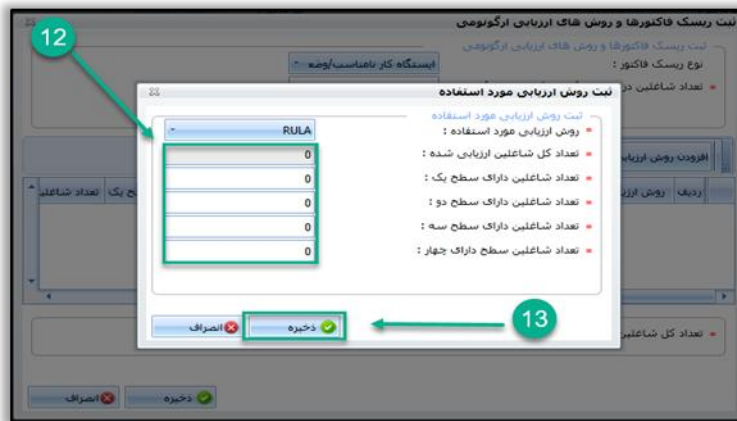 ثبت ریسک فاکتورها و روش های ارزیابی ارگونومی
ثبت ریسک فاکتورها و روش های ارزیابی ارگونومی
نوع ریسک فاکتور :
ایستگاه کار نامناسب/وضع
* تعداد شاغلین در
12
ثبت روش ارزیابی مورد استفاده
ثبت روش ارزیابی مورد استفاده
* روش ارزیابی مورد استفاده : RULA
* تعداد کل شاغلین ارزیابی شده : 0
* تعداد شاغلین دارای سطح یک : 0
* تعداد شاغلین دارای سطح دو : 0
* تعداد شاغلین دارای سطح سه : 0
* تعداد شاغلین سطح دارای چهار : 0
ذخیره
انصراف
13
افزودن روش ارزیاب
ردیف
روش ارزی
ح یک
تعداد شاغلی
* تعداد کل شاغلین
ذخیره
انصراف